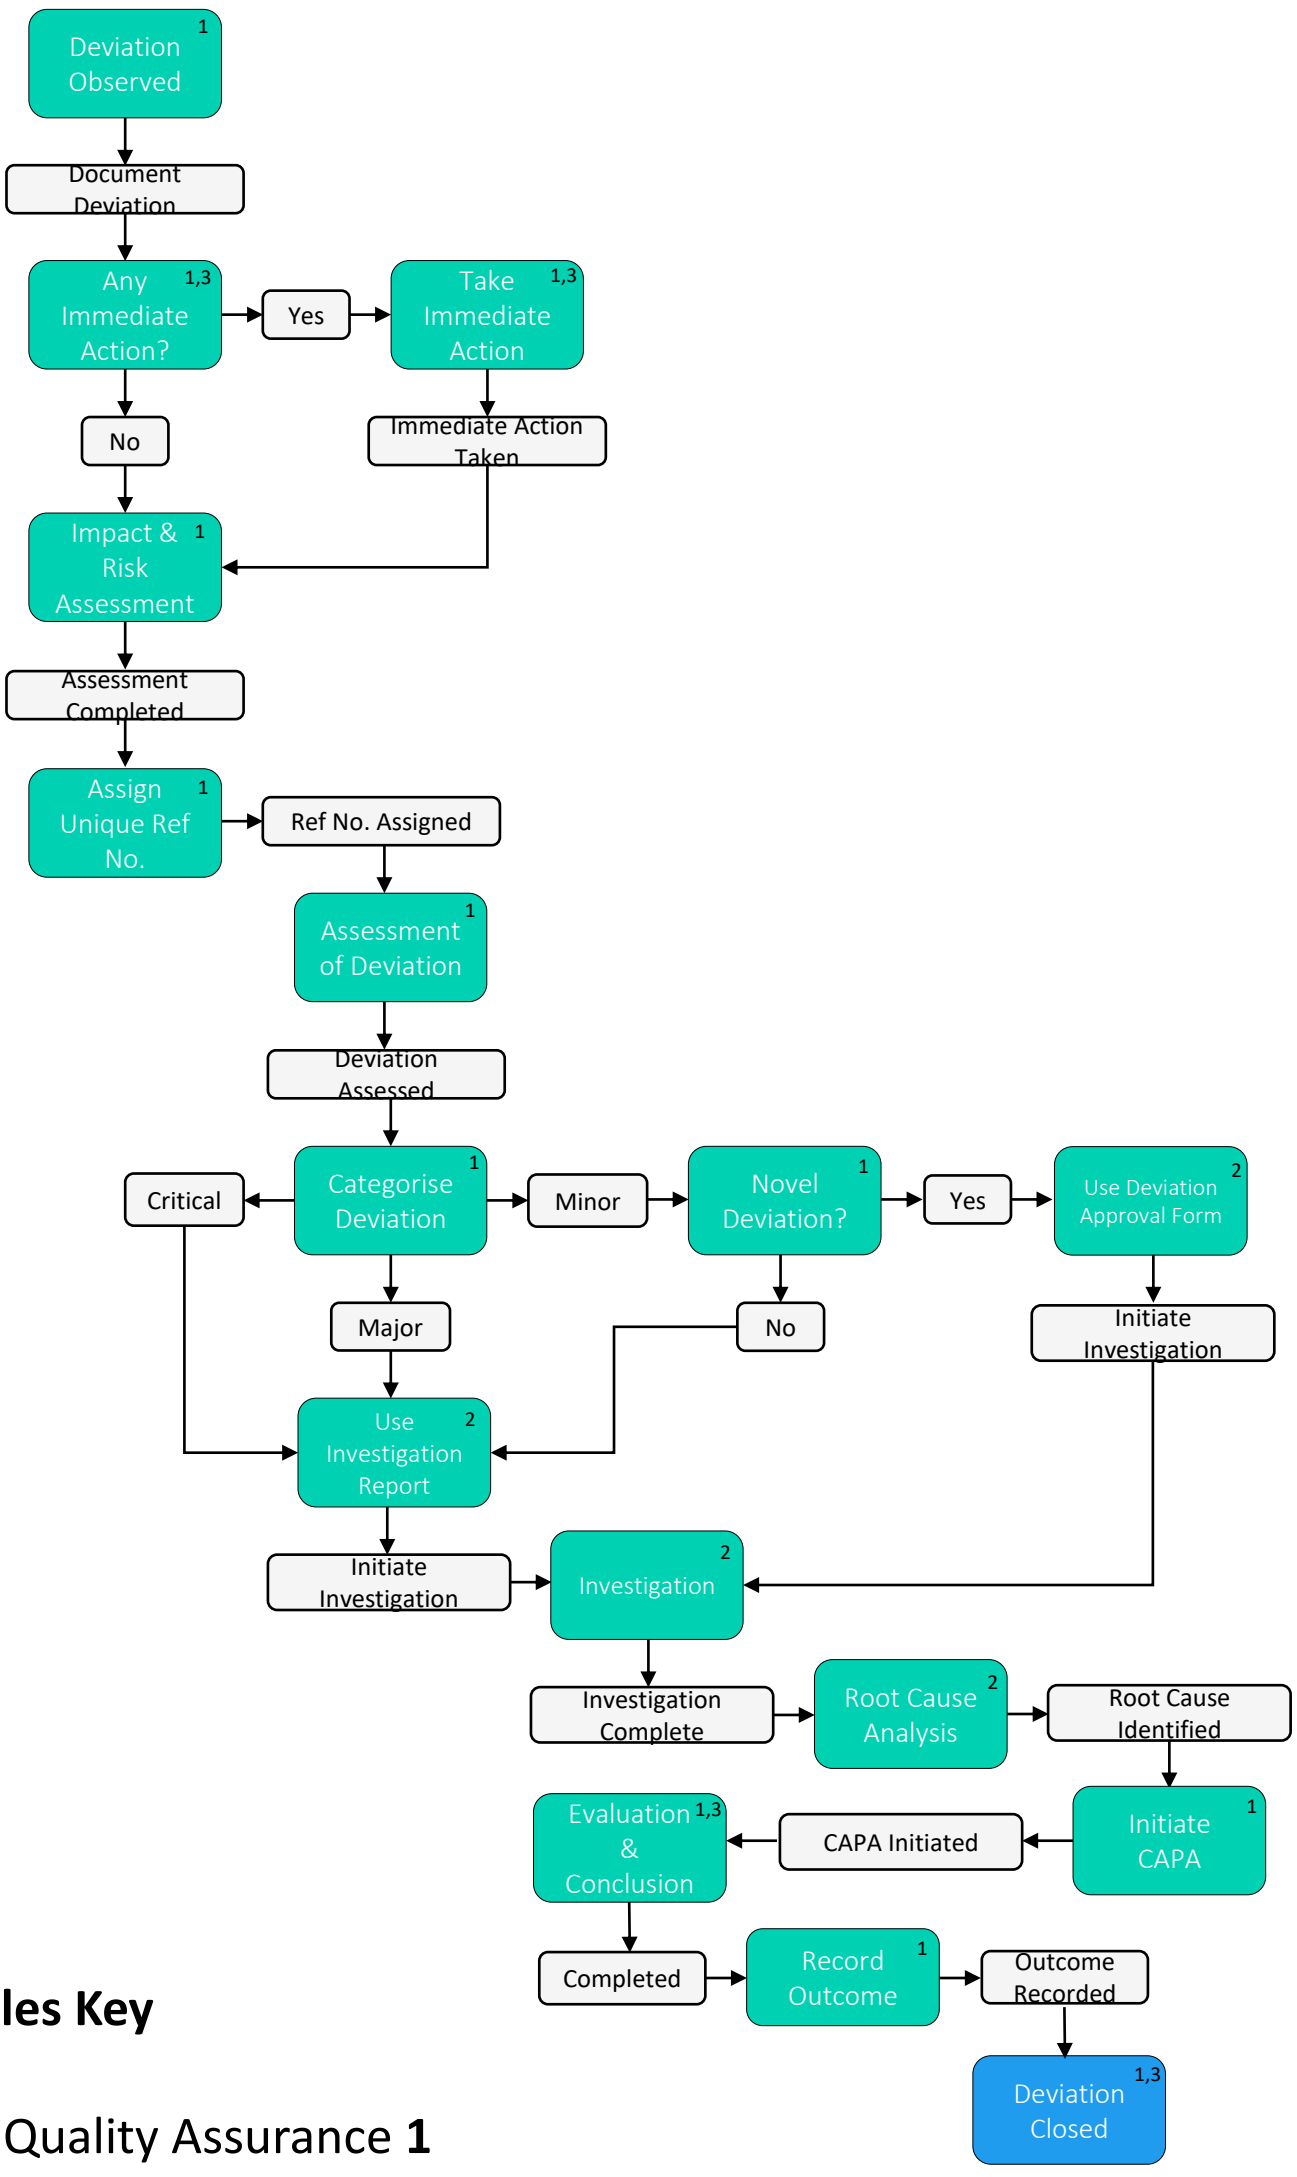 1
Deviation
Observed
Document
Deviation
Any 1,3
Immediate
Action?
Yes
Take 1,3
Immediate
Action
No
Immediate Action
Taken
Impact & 1
Risk
Assessment
Assessment
Completed
Assign 1
Unique Ref
No.
Ref No. Assigned
1
Assessment
of Deviation
Deviation
Assessed
Critical
1
Categorise
Deviation
Minor
1
Novel
Deviation?
Yes
2
Use Deviation
Approval Form
Major
No
Initiate
Investigation
Use 2
Investigation
Report
Initiate
Investigation
2
Investigation
Investigation
Complete
2
Root Cause
Analysis
Root Cause
Identified
1
Initiate
CAPA
CAPA Initiated
Evaluation 1,3
&
Conclusion
Completed
1
Record
Outcome
Outcome
Recorded
1,3
Deviation
Closed
les Key
Quality Assurance 1